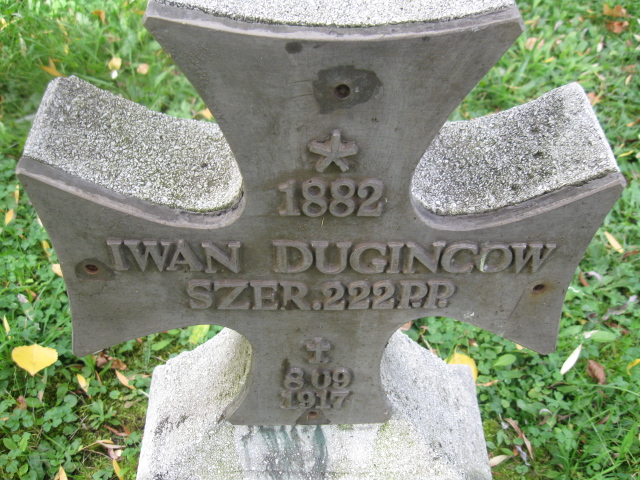 1882
IWAN DUGINCOW
SZER. 222 P.P.
8 09
1917